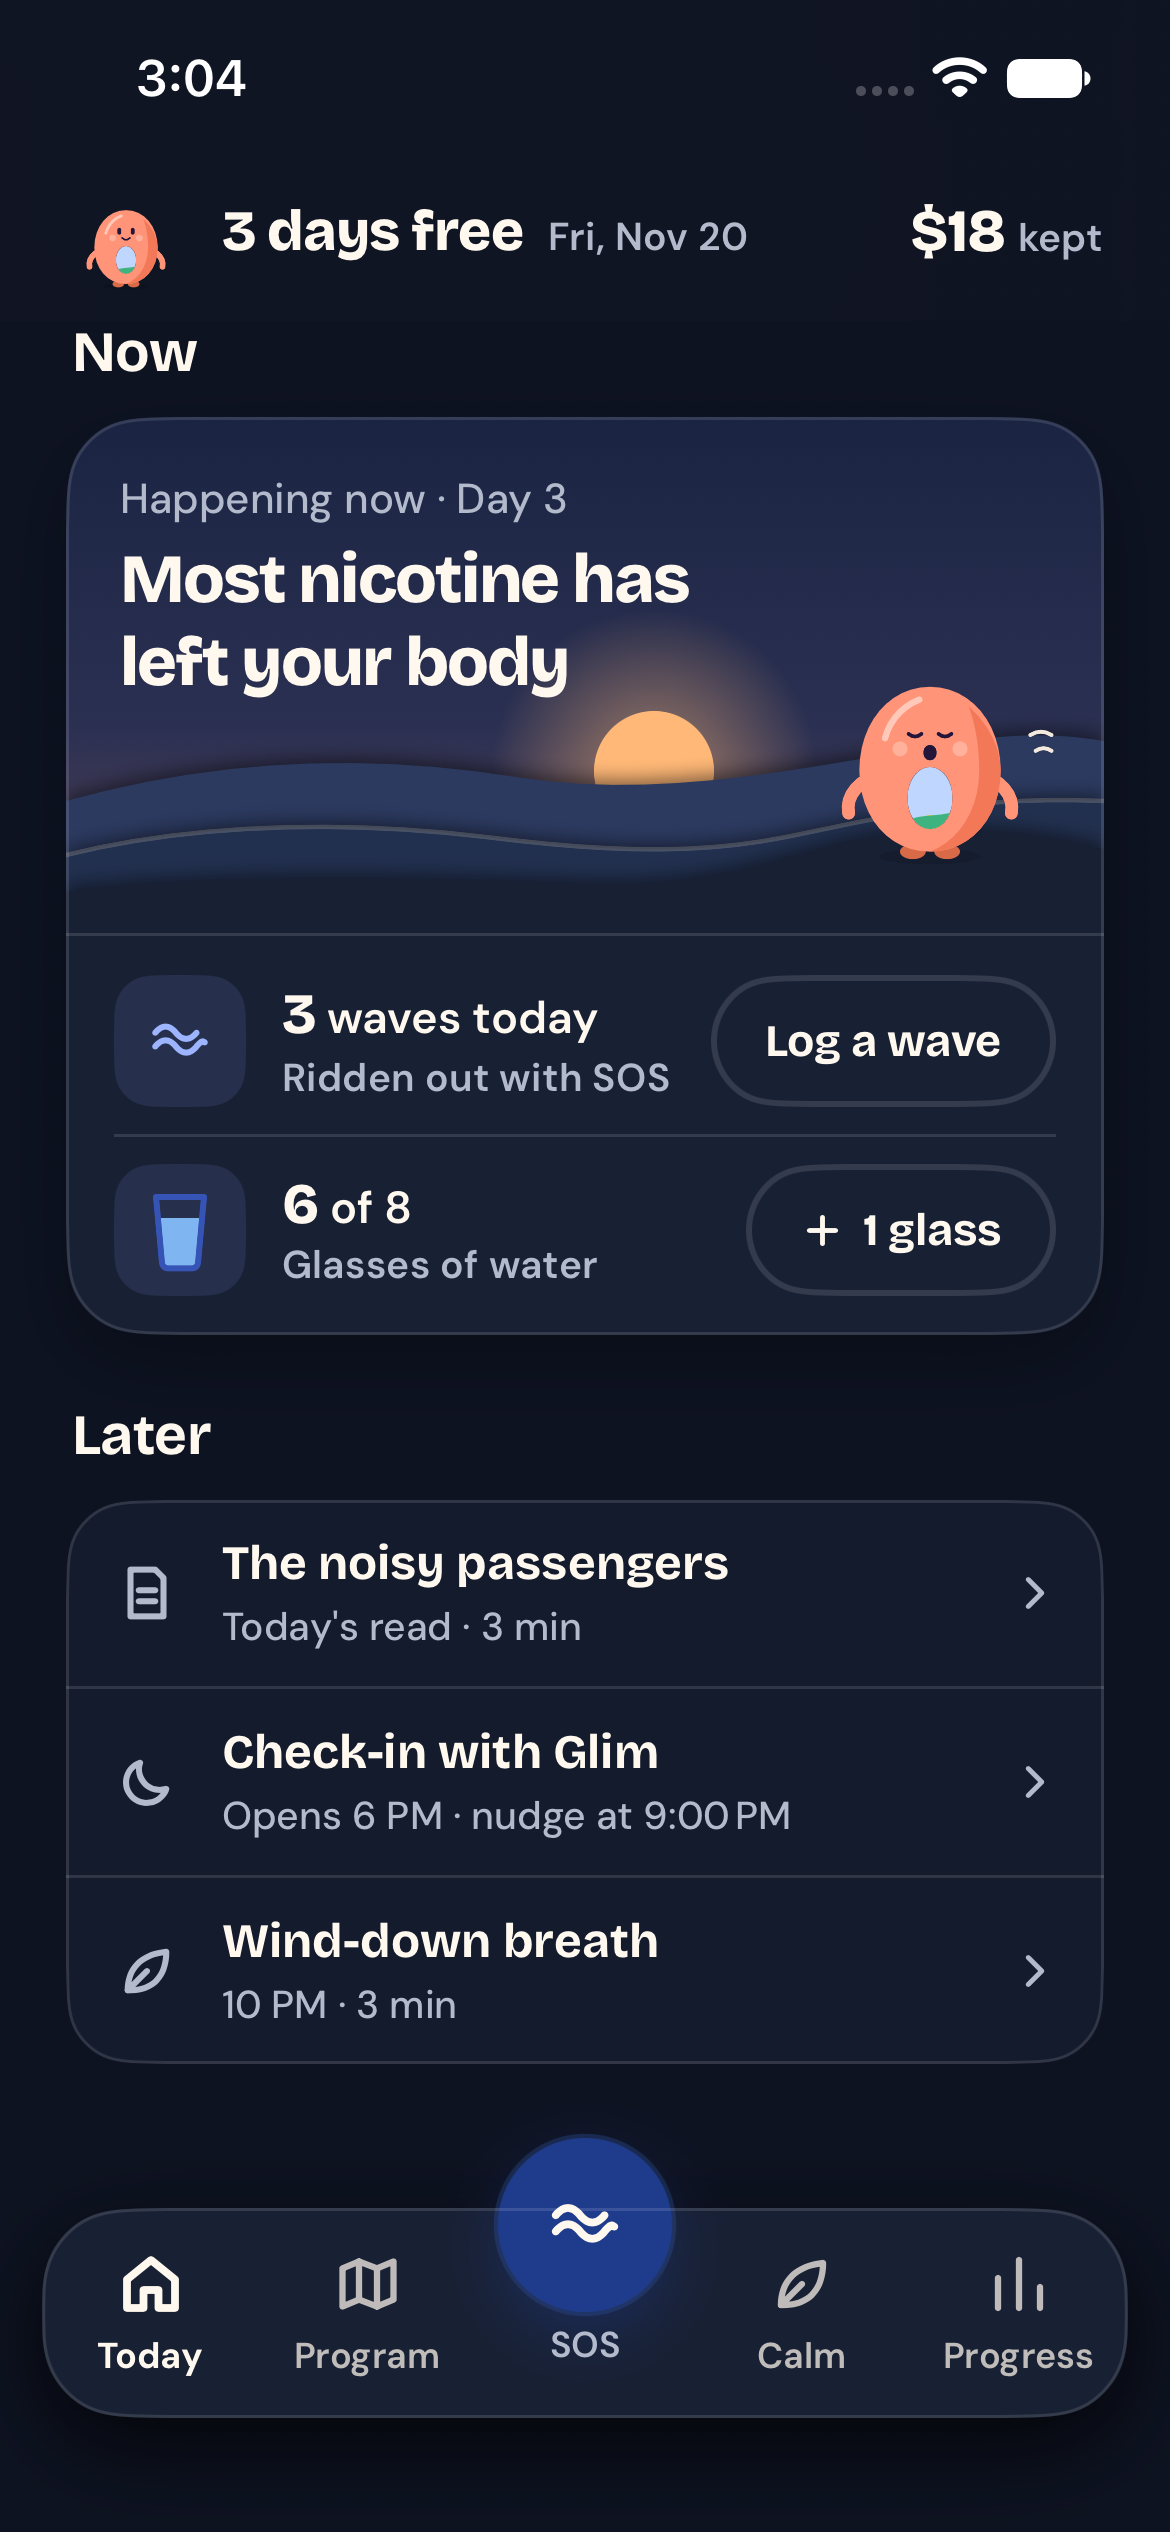 3:04
3 days free Fri, Nov 20 $18 kept
Now
Happening now · Day 3
Most nicotine has
left your body
3 waves today
Ridden out with SOS
Log a wave
6 of 8
Glasses of water
+ 1 glass
Later
The noisy passengers
Today's read · 3 min
Check-in with Glim
Opens 6 PM · nudge at 9:00 PM
Wind-down breath
10 PM · 3 min
Today Program SOS Calm Progress